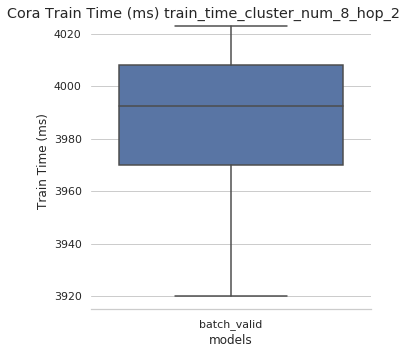 Cora Train Time (ms) train_time_cluster_num_8_hop_2
4020
4000
3980
3960
3940
3920
Train Time (ms)
batch_valid
models